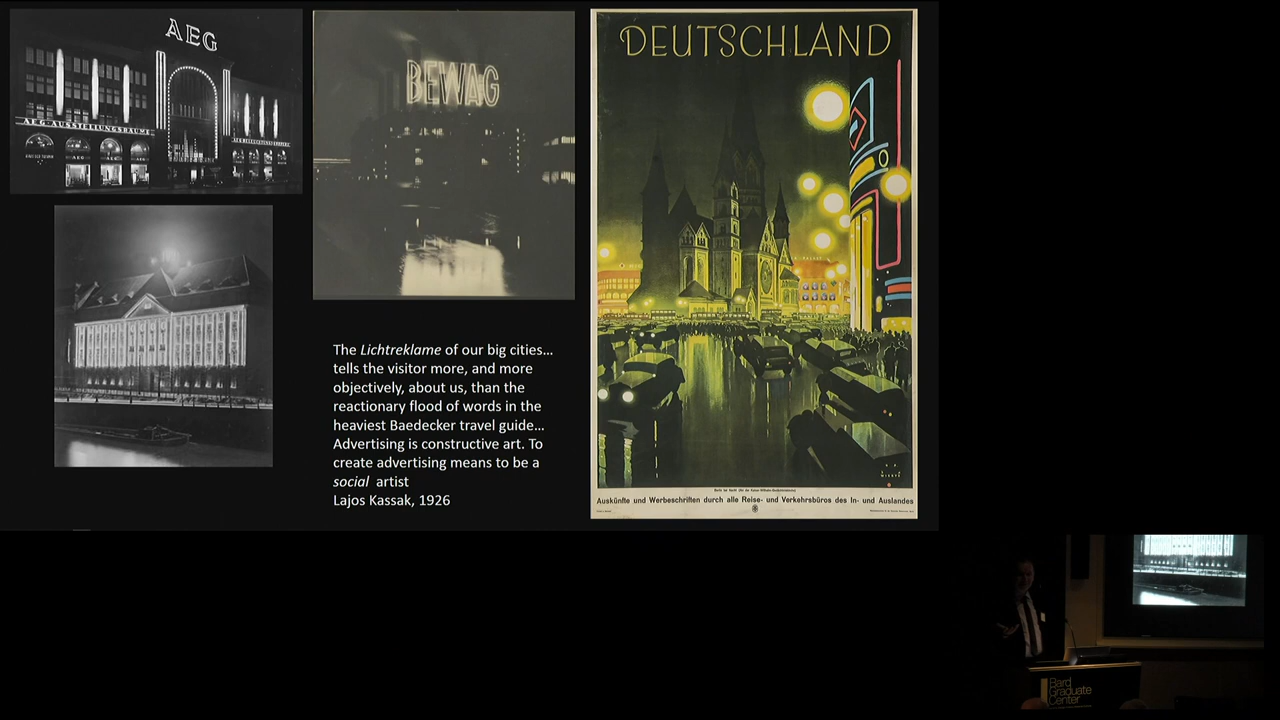 AEG
AEG-AUSSTELLUNGSRÄUME
AEG
AEG
BEWAG
The Lichtreklame of our big cities...
tells the visitor more, and more
objectively, about us, than the
reactionary flood of words in the
heaviest Baedecker travel guide...
Advertising is constructive art. To
create advertising means to be a
social artist
Lajos Kassak, 1926
DEUTSCHLAND
Auskünfte und Werbeschriften durch alle Reise- und Verkehrsbüros des In- und Auslandes
Bard
Graduate
Center